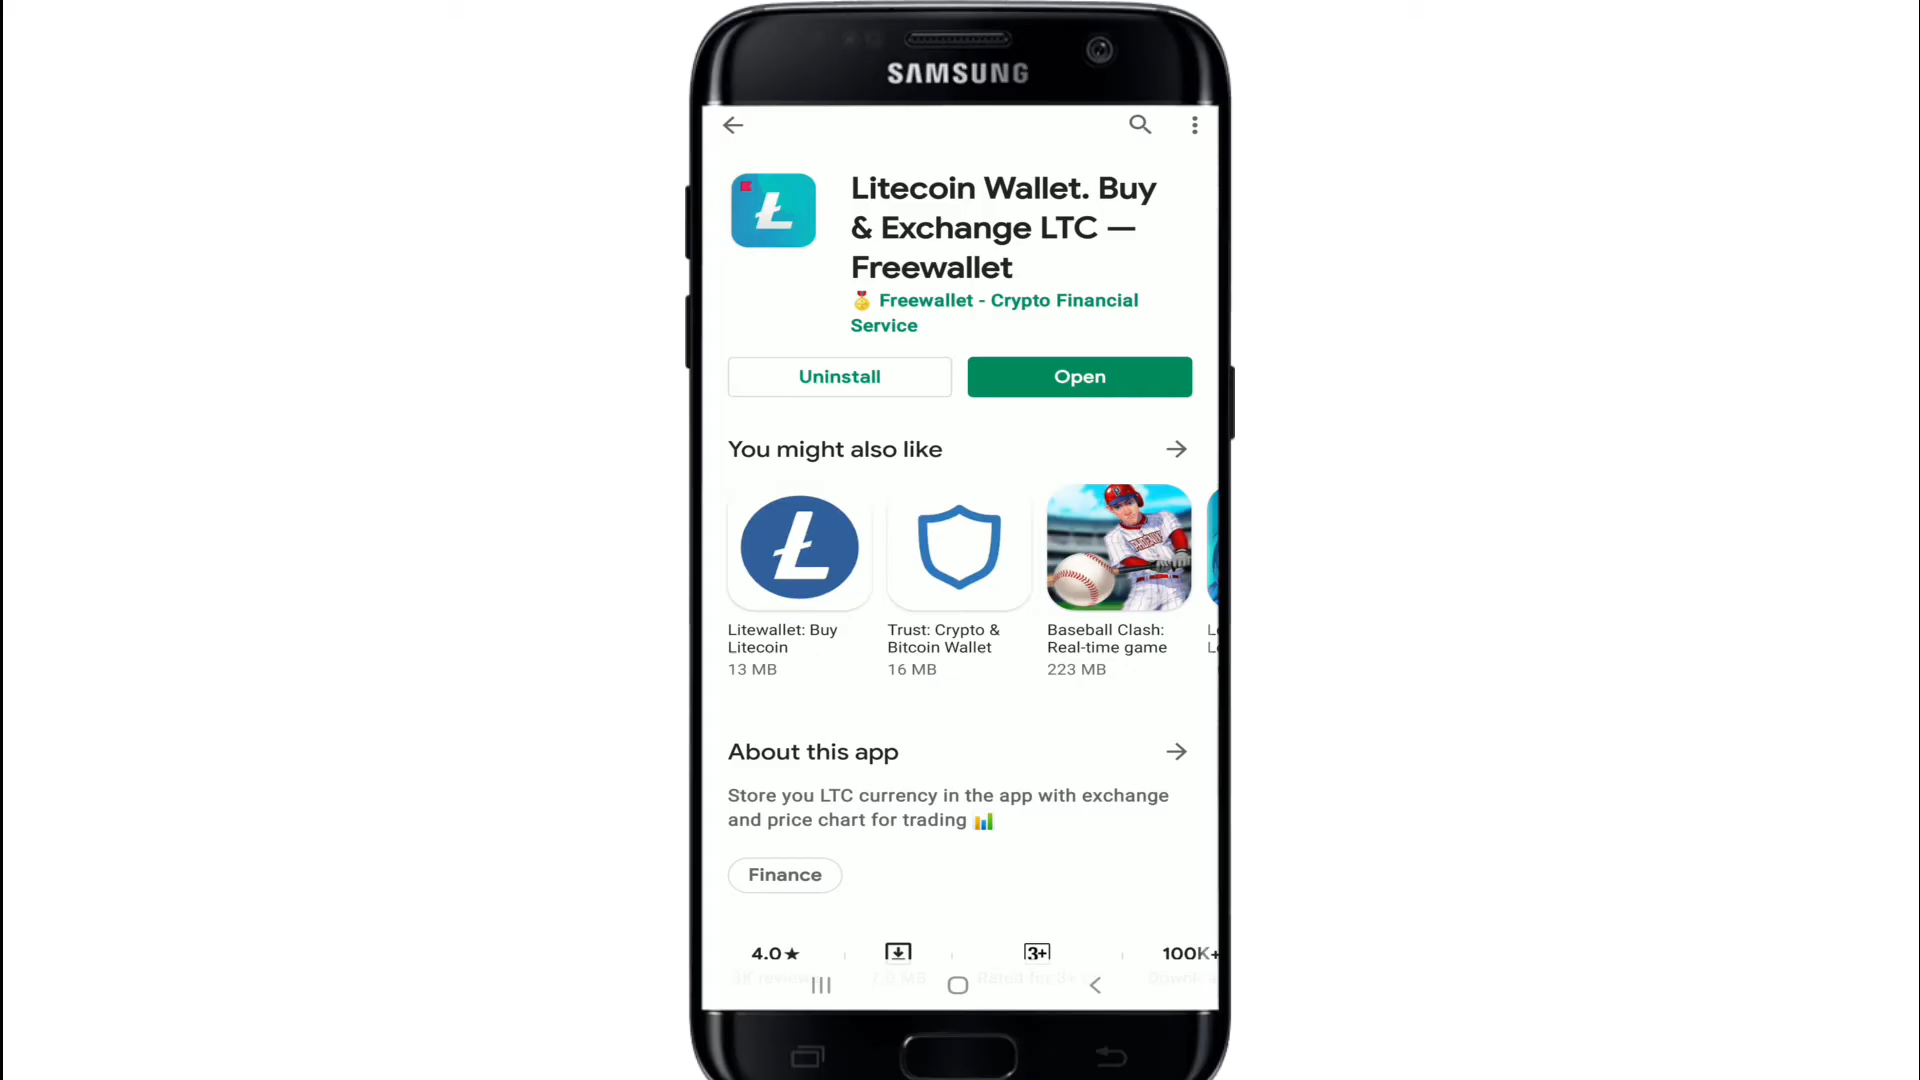 SAMSUNG
Litecoin Wallet. Buy
& Exchange LTC —
Freewallet
🏅 Freewallet - Crypto Financial
Service
Uninstall
Open
You might also like
Litewallet: Buy
Litecoin
13 MB
Trust: Crypto &
Bitcoin Wallet
16 MB
Baseball Clash:
Real-time game
223 MB
About this app
Store you LTC currency in the app with exchange
and price chart for trading 📊
Finance
4.0★
3+
100K+
Rated for 3+